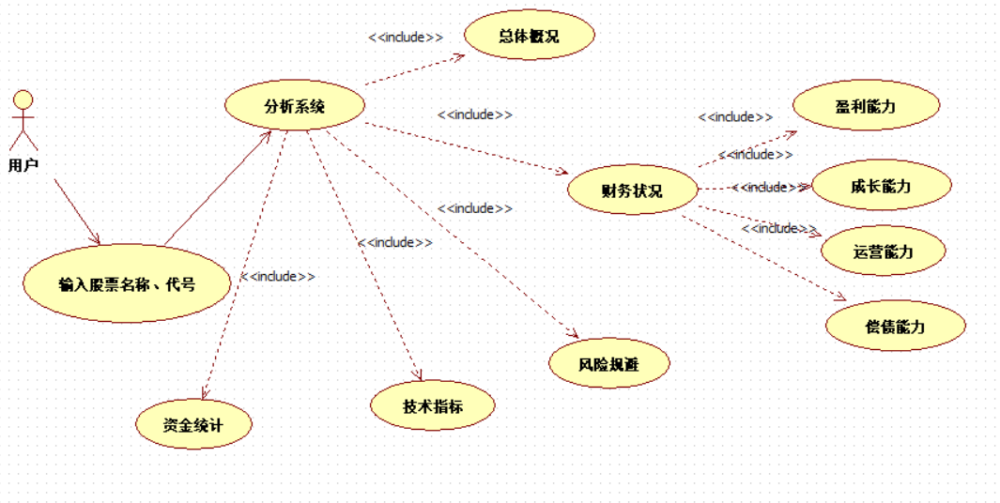 总体概况
<<include>>
分析系统
<<include>>
盈利能力
<<include>>
用户
<<include>>
财务状况
<<include>>
成长能力
<<include>>
<<include>>
运营能力
<<include>>
输入股票名称、代号
<<include>>
偿债能力
风险规避
技术指标
资金统计